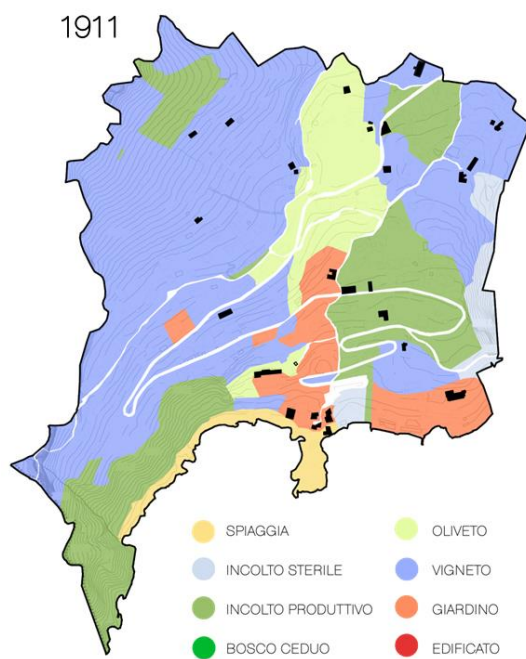 1911
SPIAGGIA
OLIVETO
INCOLTO STERILE
VIGNETO
INCOLTO PRODUTTIVO
GIARDINO
BOSCO CEDUO
EDIFICATO